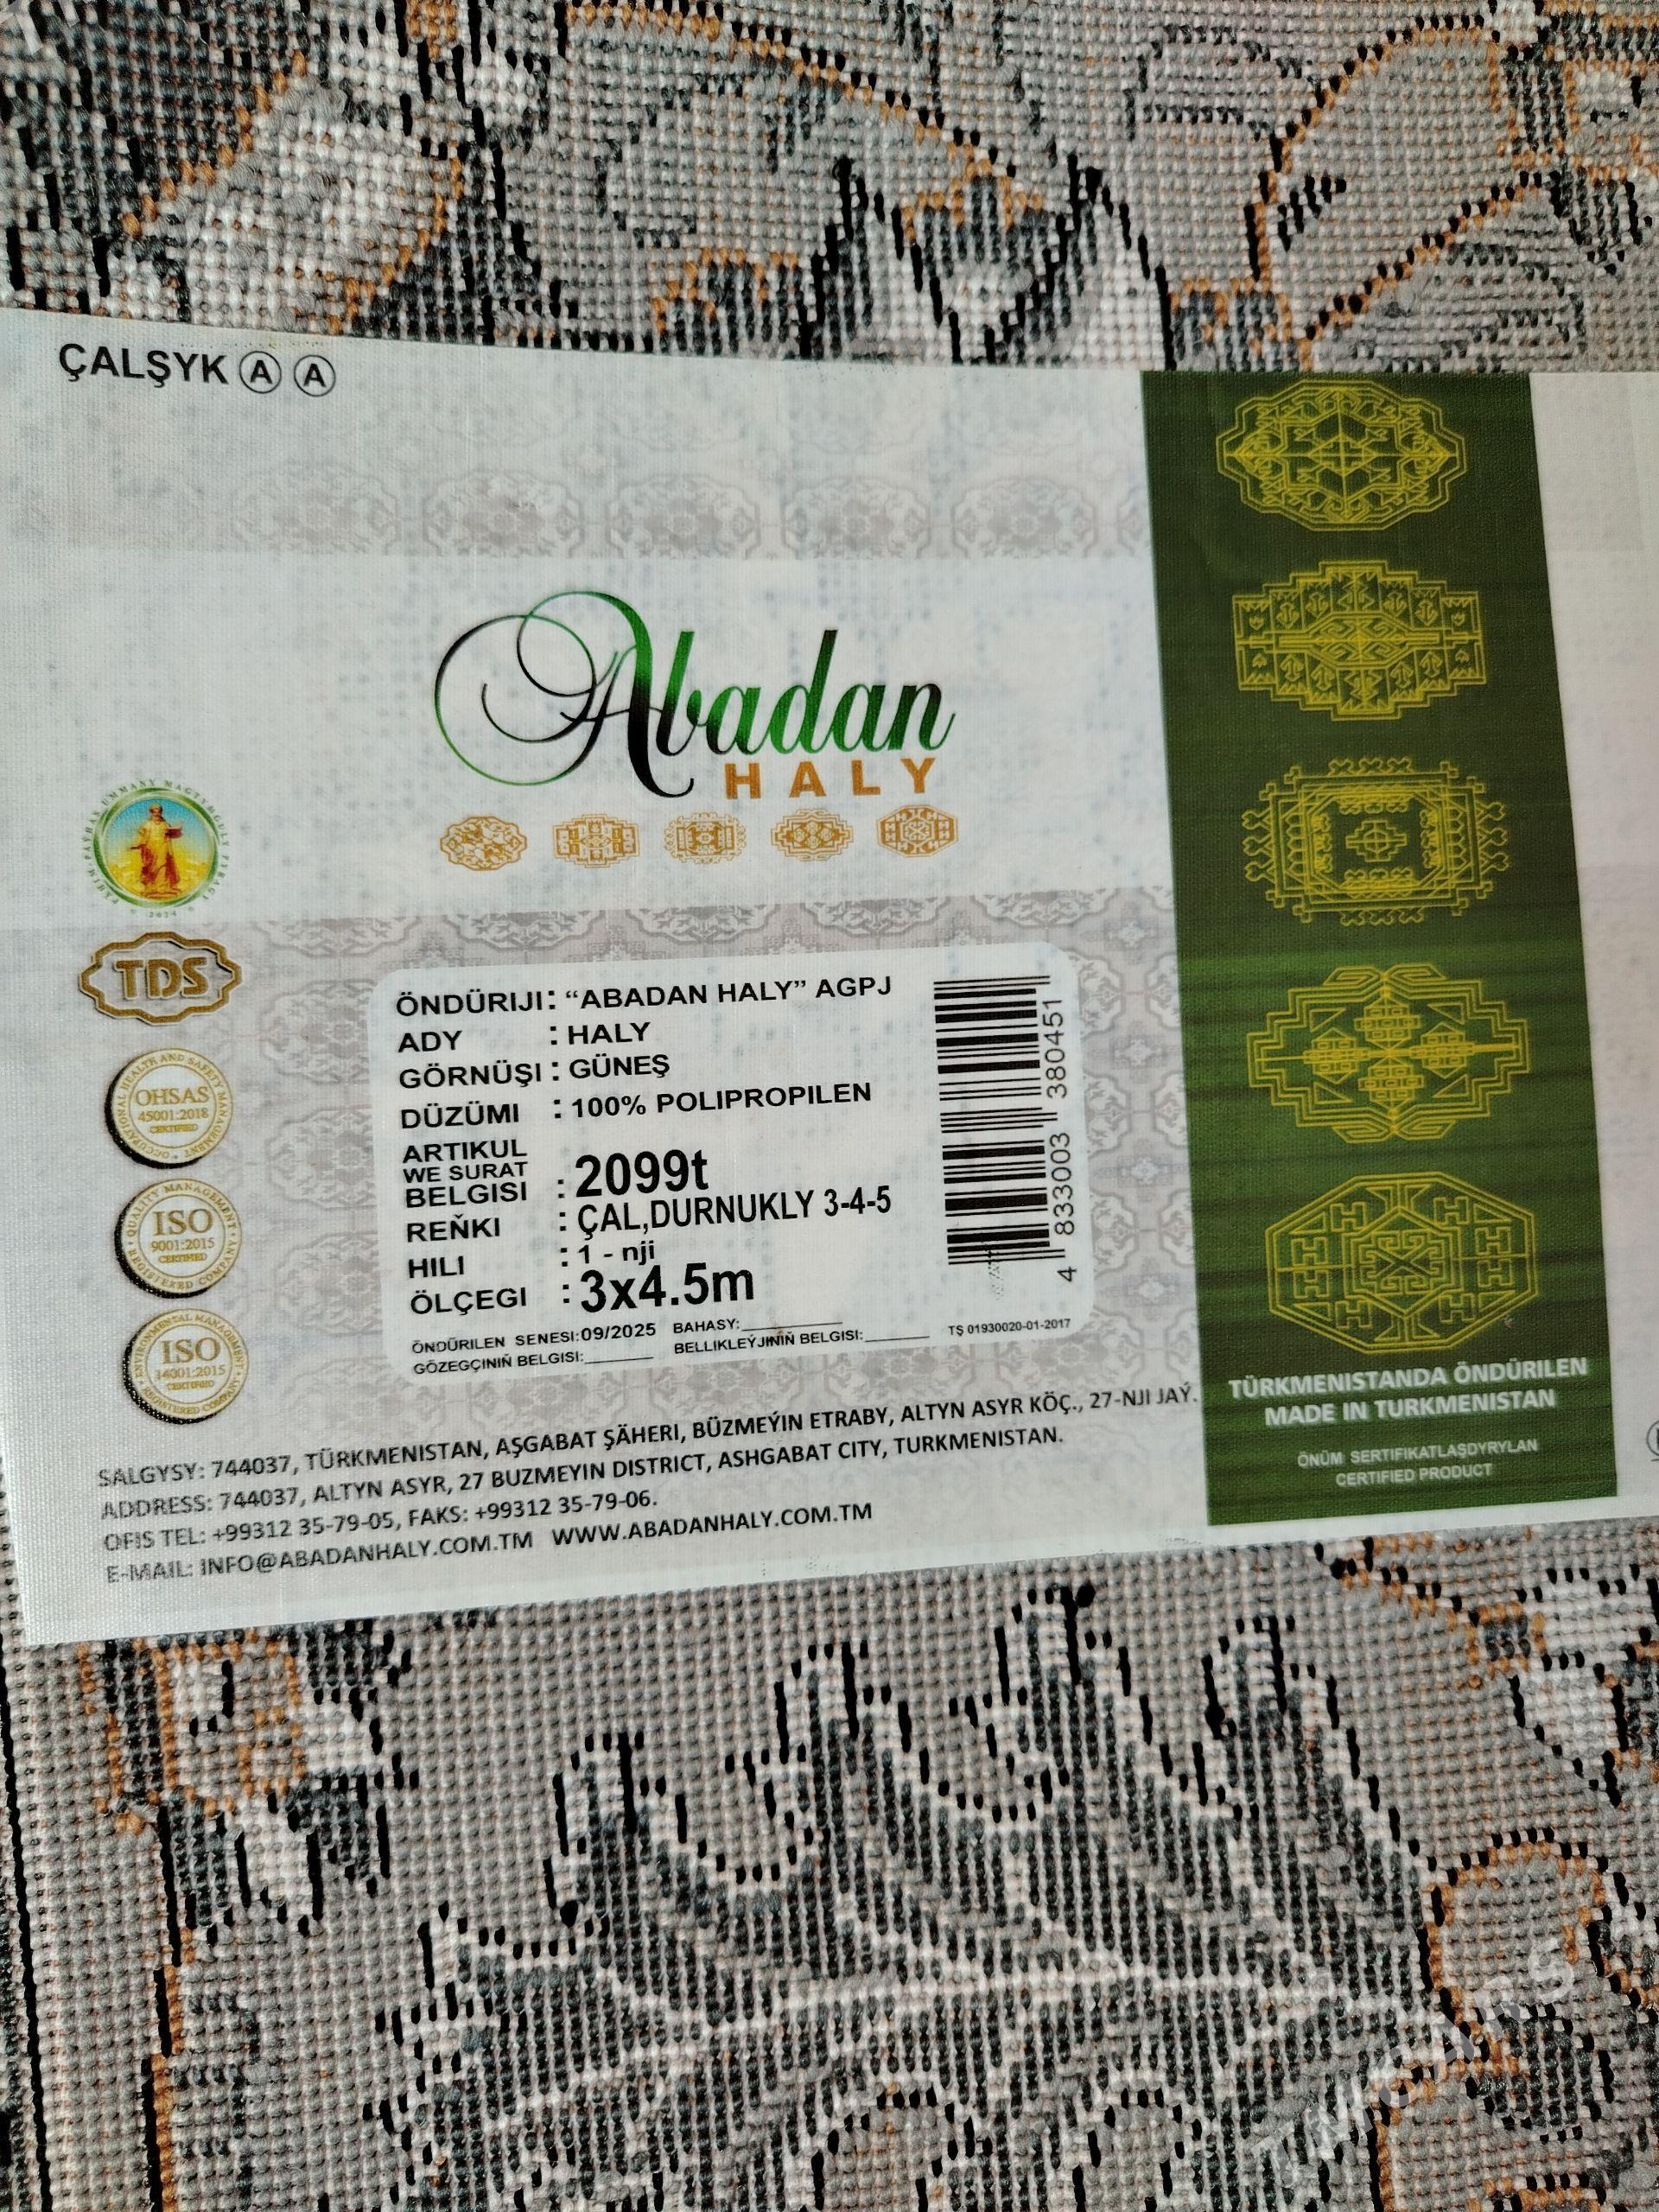 ÇALŞYK A A
Abadan
HALY
TDS
OHSAS
45001:2018
CERTIFIED
ISO
9001:2015
CERTIFIED
ISO
14001:2015
CERTIFIED
ÖNDÜRIJI: “ABADAN HALY” AGPJ
ADY : HALY
GÖRNÜŞI : GÜNEŞ
DÜZÜMI : 100% POLIPROPILEN
ARTIKUL
WE SURAT
BELGISI : 2099t
REŇKI : ÇAL,DURNUKLY 3-4-5
HILI : 1 - nji
ÖLÇEGI : 3x4.5m
ÖNDÜRILEN SENESI:09/2025 BAHASY:
GÖZEGÇINIŇ BELGISI: BELLIKLEÝJINIŇ BELGISI:
TŞ 01930020-01-2017
4 833003 380451
SALGYSY: 744037, TÜRKMENISTAN, AŞGABAT ŞÄHERI, BÜZMEÝIN ETRABY, ALTYN ASYR KÖÇ., 27-NJI JAÝ.
ADDRESS: 744037, ALTYN ASYR, 27 BUZMEYIN DISTRICT, ASHGABAT CITY, TURKMENISTAN.
OFIS TEL: +99312 35-79-05, FAKS: +99312 35-79-06.
E-MAIL: INFO@ABADANHALY.COM.TM WWW.ABADANHALY.COM.TM
TÜRKMENISTANDA ÖNDÜRILEN
MADE IN TURKMENISTAN
ÖNÜM SERTIFIKATLAŞDYRYLAN
CERTIFIED PRODUCT